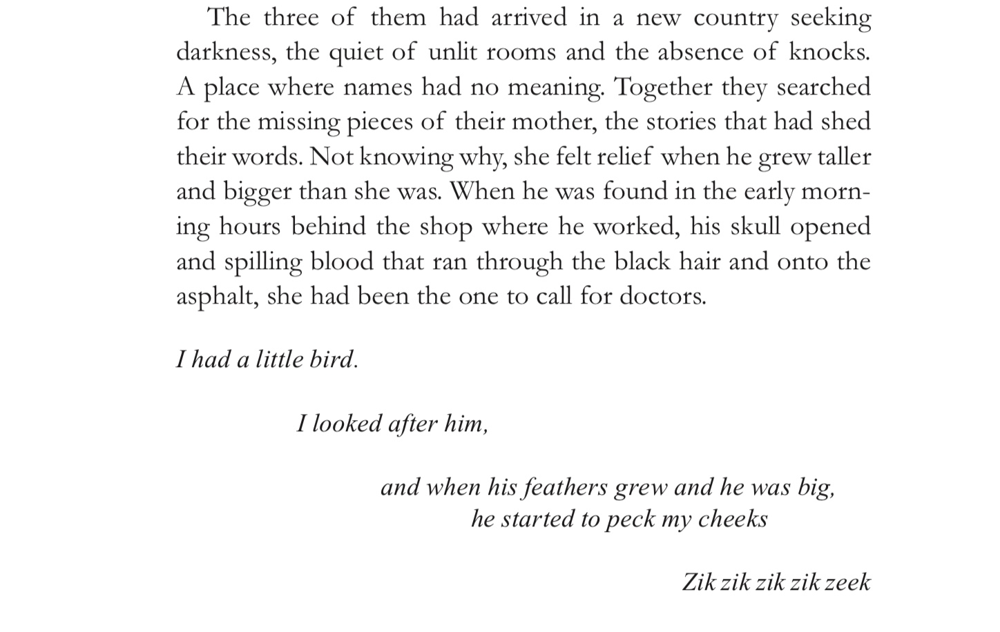 The three of them had arrived in a new country seeking
darkness, the quiet of unlit rooms and the absence of knocks.
A place where names had no meaning. Together they searched
for the missing pieces of their mother, the stories that had shed
their words. Not knowing why, she felt relief when he grew taller
and bigger than she was. When he was found in the early morn-
ing hours behind the shop where he worked, his skull opened
and spilling blood that ran through the black hair and onto the
asphalt, she had been the one to call for doctors.
I had a little bird.
I looked after him,
and when his feathers grew and he was big,
he started to peck my cheeks
Zik zik zik zik zeek